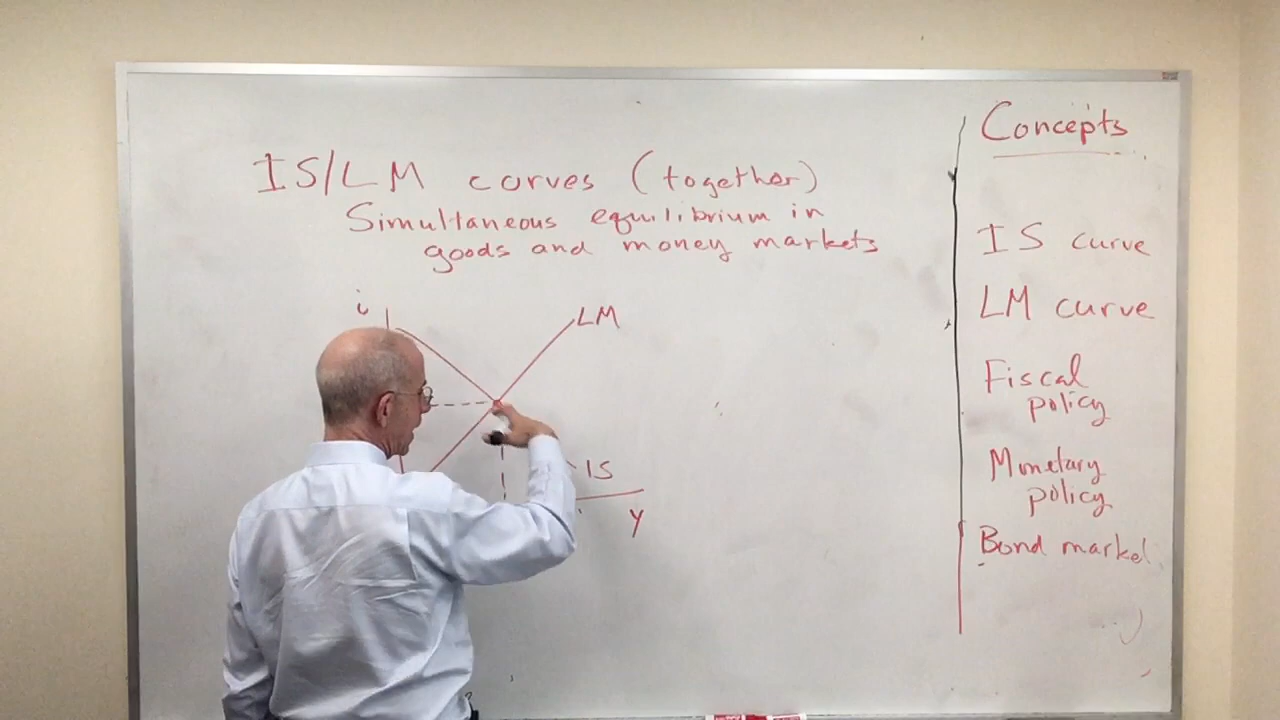 IS/LM curves (together)
Simultaneous equilibrium in
goods and money markets
i
LM
IS
Y
Concepts
IS curve
LM curve
Fiscal
policy
Monetary
policy
Bond market